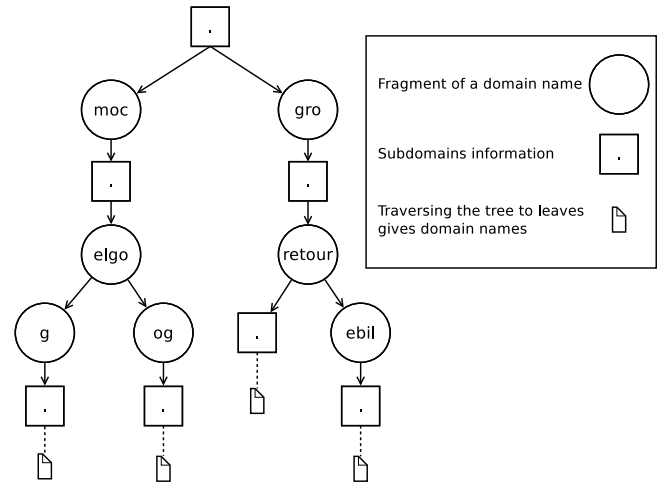 .
moc
gro
.
.
elgo
retour
g
og
.
ebil
.
.
.
Fragment of a domain name
.
Subdomains information
Traversing the tree to leaves
gives domain names